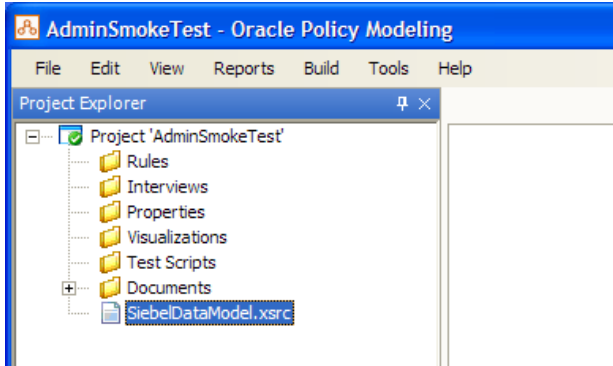 AdminSmokeTest - Oracle Policy Modeling
File Edit View Reports Build Tools Help
Project Explorer
Project 'AdminSmokeTest'
Rules
Interviews
Properties
Visualizations
Test Scripts
Documents
SiebelDataModel.xsrc